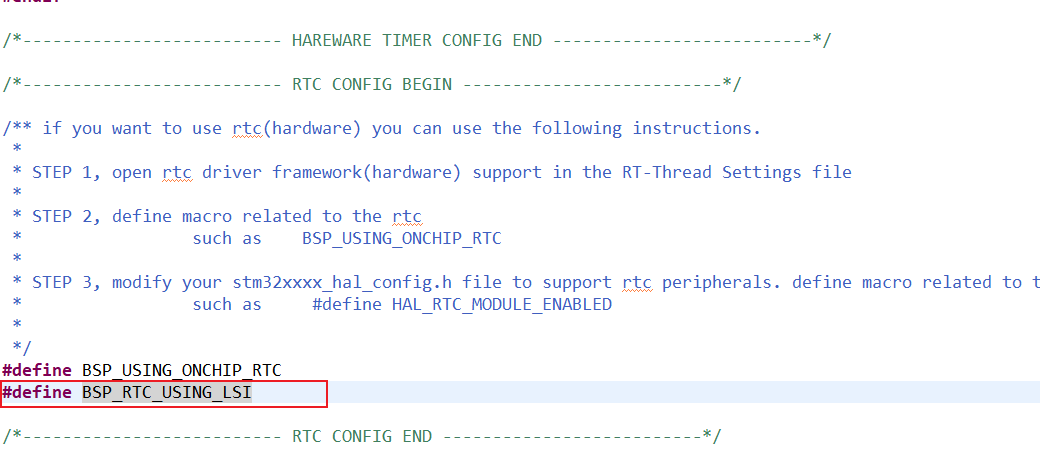 /*-------------------------- HAREWARE TIMER CONFIG END --------------------------*/
/*-------------------------- RTC CONFIG BEGIN --------------------------*/
/** if you want to use rtc(hardware) you can use the following instructions.
 *
 * STEP 1, open rtc driver framework(hardware) support in the RT-Thread Settings file
 *
 * STEP 2, define macro related to the rtc
 *                 such as    BSP_USING_ONCHIP_RTC
 *
 * STEP 3, modify your stm32xxxx_hal_config.h file to support rtc peripherals. define macro related to t
 *                 such as     #define HAL_RTC_MODULE_ENABLED
 *
 */
#define BSP_USING_ONCHIP_RTC
#define BSP_RTC_USING_LSI
/*-------------------------- RTC CONFIG END --------------------------*/